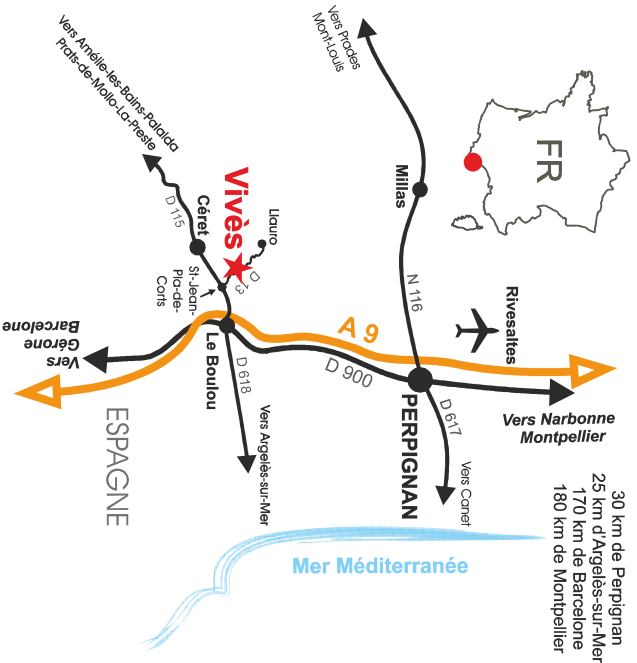 Vers Prades
Mont-Louis
FR
Vers Amélie-les-Bains-Palalda
Prats-de-Mollo-La-Preste
Millas
D 115
Céret
Vivès
Llauro
D 13
St-Jean-
Pla-de-
Corts
N 116
Rivesaltes
A 9
Le Boulou
D 618
D 900
PERPIGNAN
D 617
Vers
Gérone
Barcelone
ESPAGNE
Vers Argelès-sur-Mer
Vers Canet
Vers Narbonne
Montpellier
Mer Méditerranée
30 km de Perpignan
25 km d'Argelès-sur-Mer
170 km de Barcelone
180 km de Montpellier